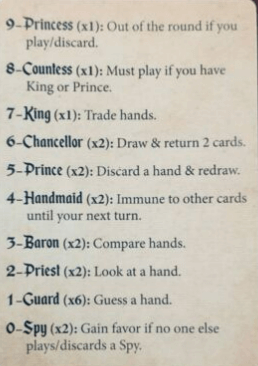 9-Princess (x1): Out of the round if you
play/discard.
8-Countess (x1): Must play if you have
King or Prince.
7-King (x1): Trade hands.
6-Chancellor (x2): Draw & return 2 cards.
5-Prince (x2): Discard a hand & redraw.
4-Handmaid (x2): Immune to other cards
until your next turn.
3-Baron (x2): Compare hands.
2-Priest (x2): Look at a hand.
1-Guard (x6): Guess a hand.
0-Spy (x2): Gain favor if no one else
plays/discards a Spy.